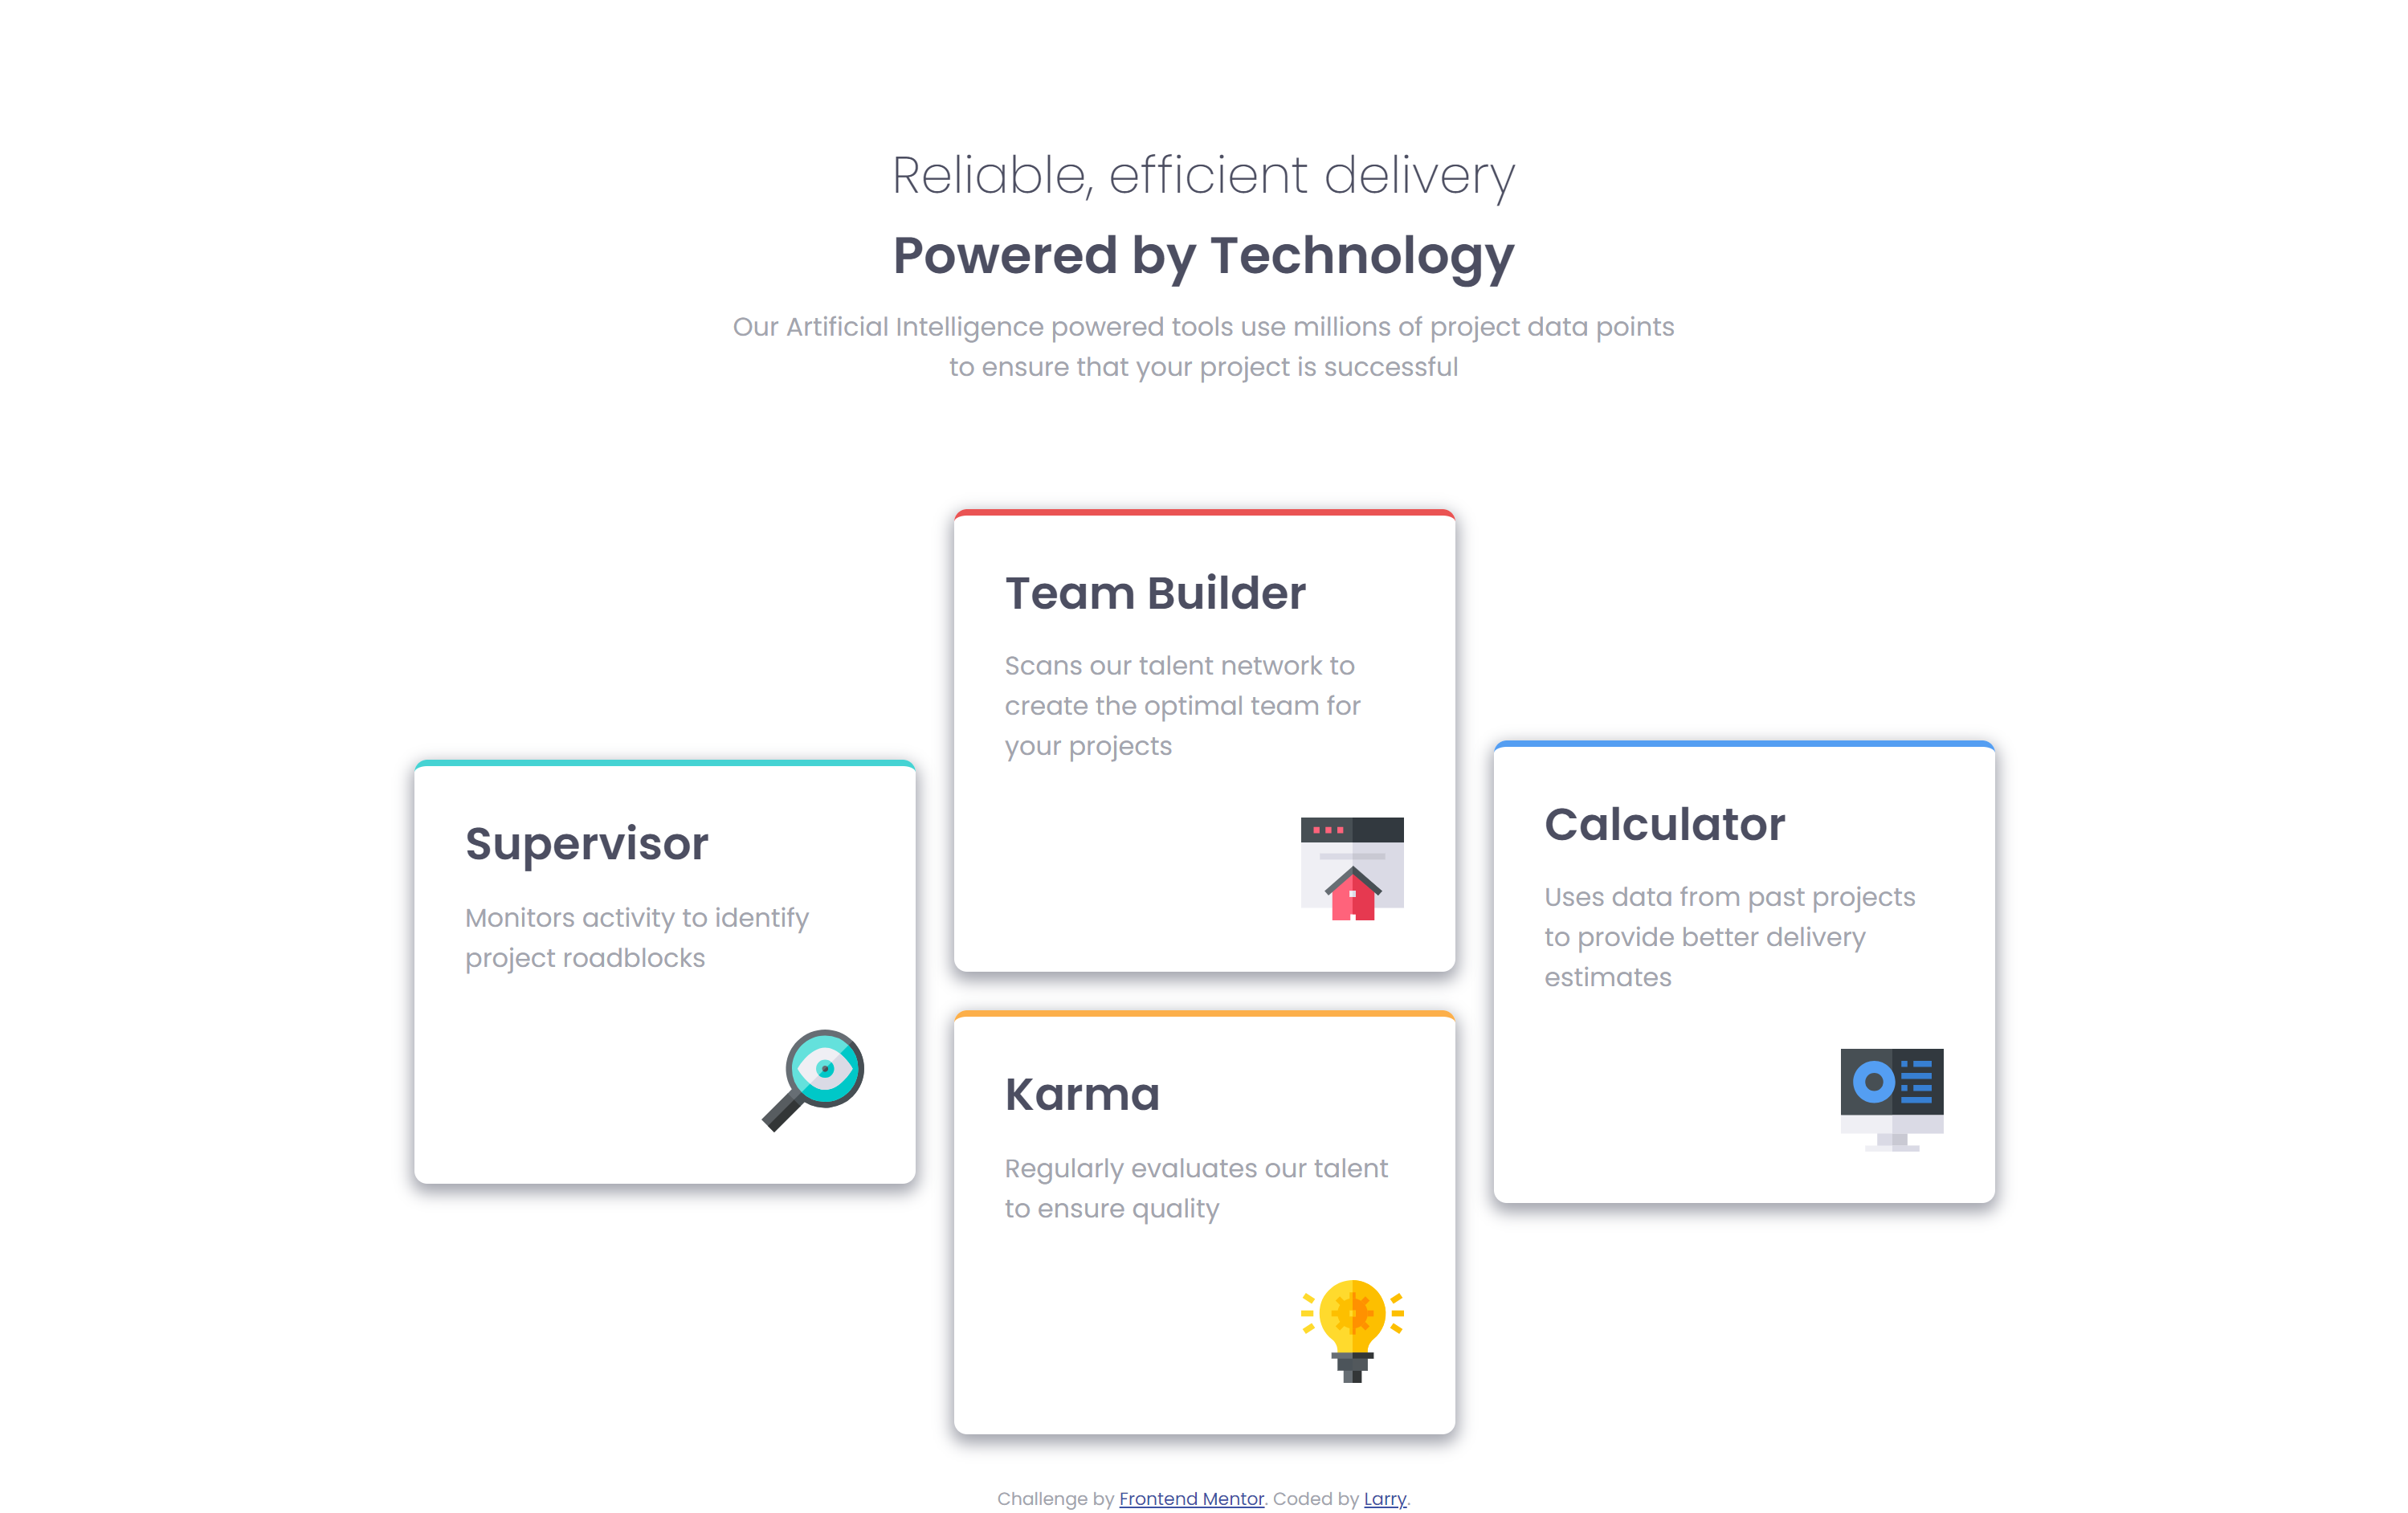 Reliable, efficient delivery
Powered by Technology
Our Artificial Intelligence powered tools use millions of project data points
to ensure that your project is successful
Supervisor
Monitors activity to identify
project roadblocks
Team Builder
Scans our talent network to
create the optimal team for
your projects
Karma
Regularly evaluates our talent
to ensure quality
Calculator
Uses data from past projects
to provide better delivery
estimates
Challenge by Frontend Mentor. Coded by Larry.